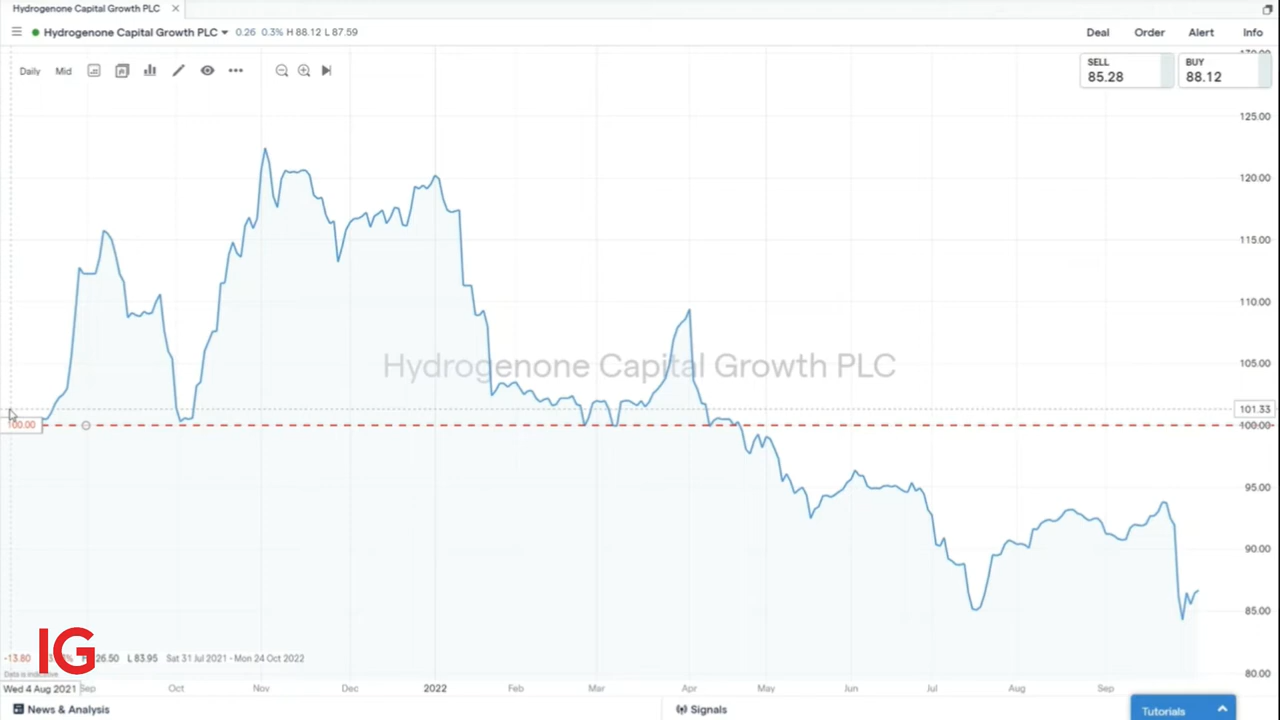 Hydrogenone Capital Growth PLC
Hydrogenone Capital Growth PLC 0.26 0.3% H 88.12 L 87.59
Deal Order Alert Info
Daily Mid
SELL
85.28
BUY
88.12
125.00
120.00
115.00
110.00
105.00
Hydrogenone Capital Growth PLC
101.33
100.00
100.00
95.00
90.00
85.00
80.00
IG
-13.80 L 83.95 Sat 31 Jul 2021 - Mon 24 Oct 2022
Data is indicative
Wed 4 Aug 2021 Sep Oct Nov Dec 2022 Feb Mar Apr May Jun Jul Aug Sep
News & Analysis Signals Tutorials